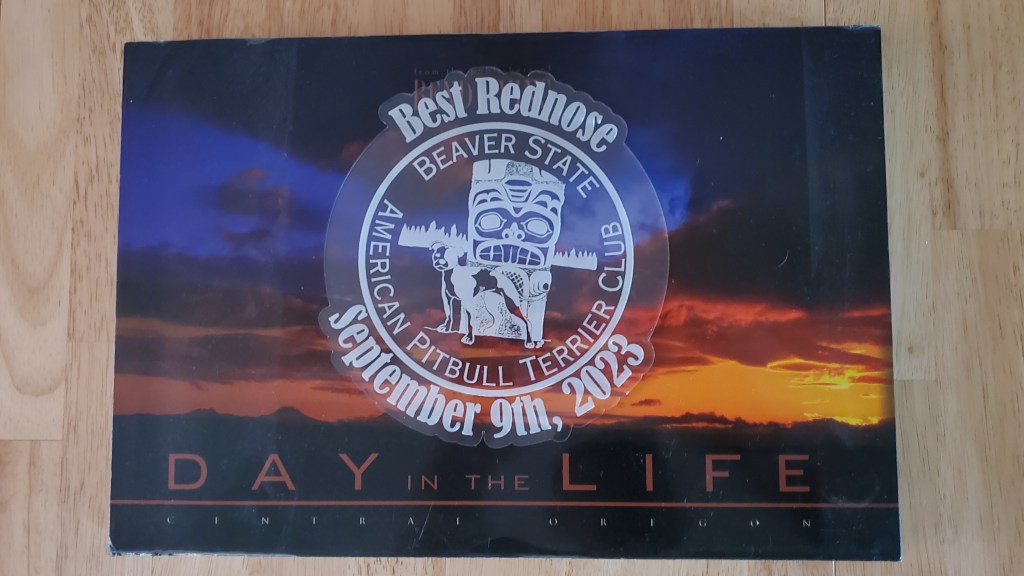 Best Rednose
BEAVER STATE
AMERICAN PITBULL TERRIER CLUB
September 9th, 2023
DAY IN THE LIFE
CENTRAL OREGON